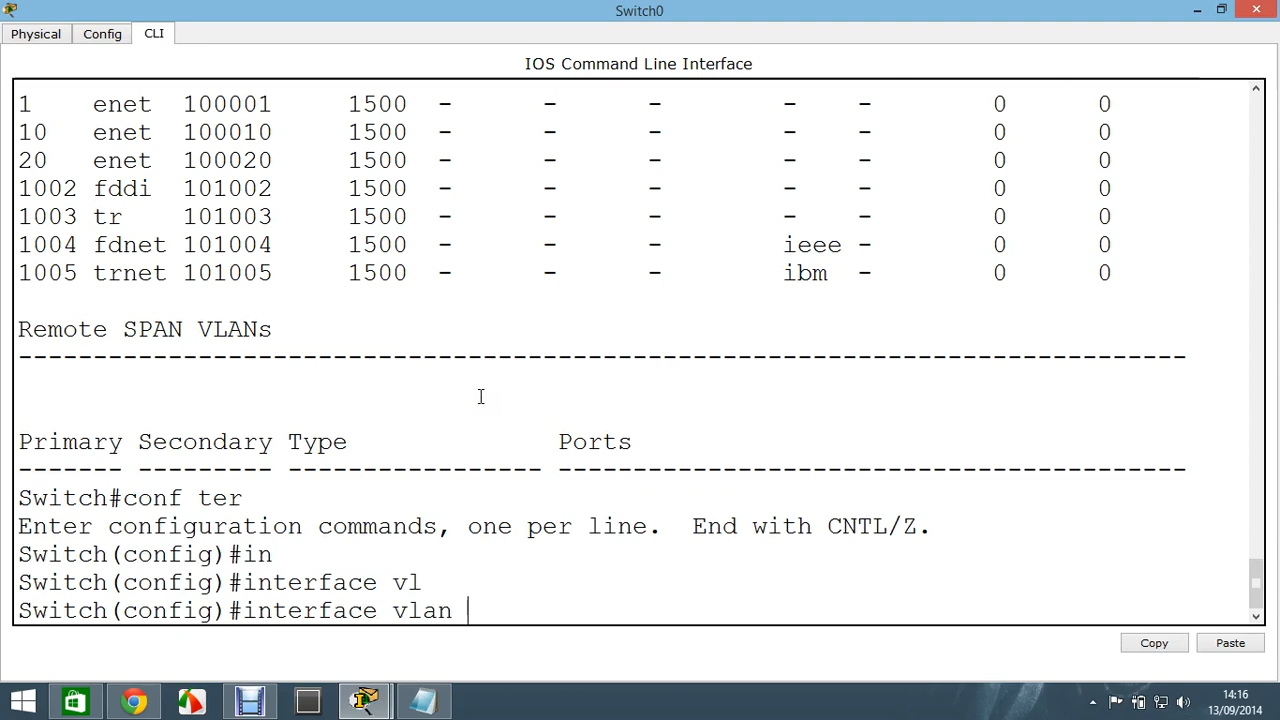 Switch0
Physical Config CLI
IOS Command Line Interface
1 enet 100001 1500 - - - - - 0 0
10 enet 100010 1500 - - - - - 0 0
20 enet 100020 1500 - - - - - 0 0
1002 fddi 101002 1500 - - - - - 0 0
1003 tr 101003 1500 - - - - - 0 0
1004 fdnet 101004 1500 - - - ieee - 0 0
1005 trnet 101005 1500 - - - ibm - 0 0
Remote SPAN VLANs
------------------------------------------------------------------------------
Primary Secondary Type Ports
------- --------- ----------------- ------------------------------------------
Switch#conf ter
Enter configuration commands, one per line. End with CNTL/Z.
Switch(config)#in
Switch(config)#interface vl
Switch(config)#interface vlan
Copy Paste
14:16
13/09/2014